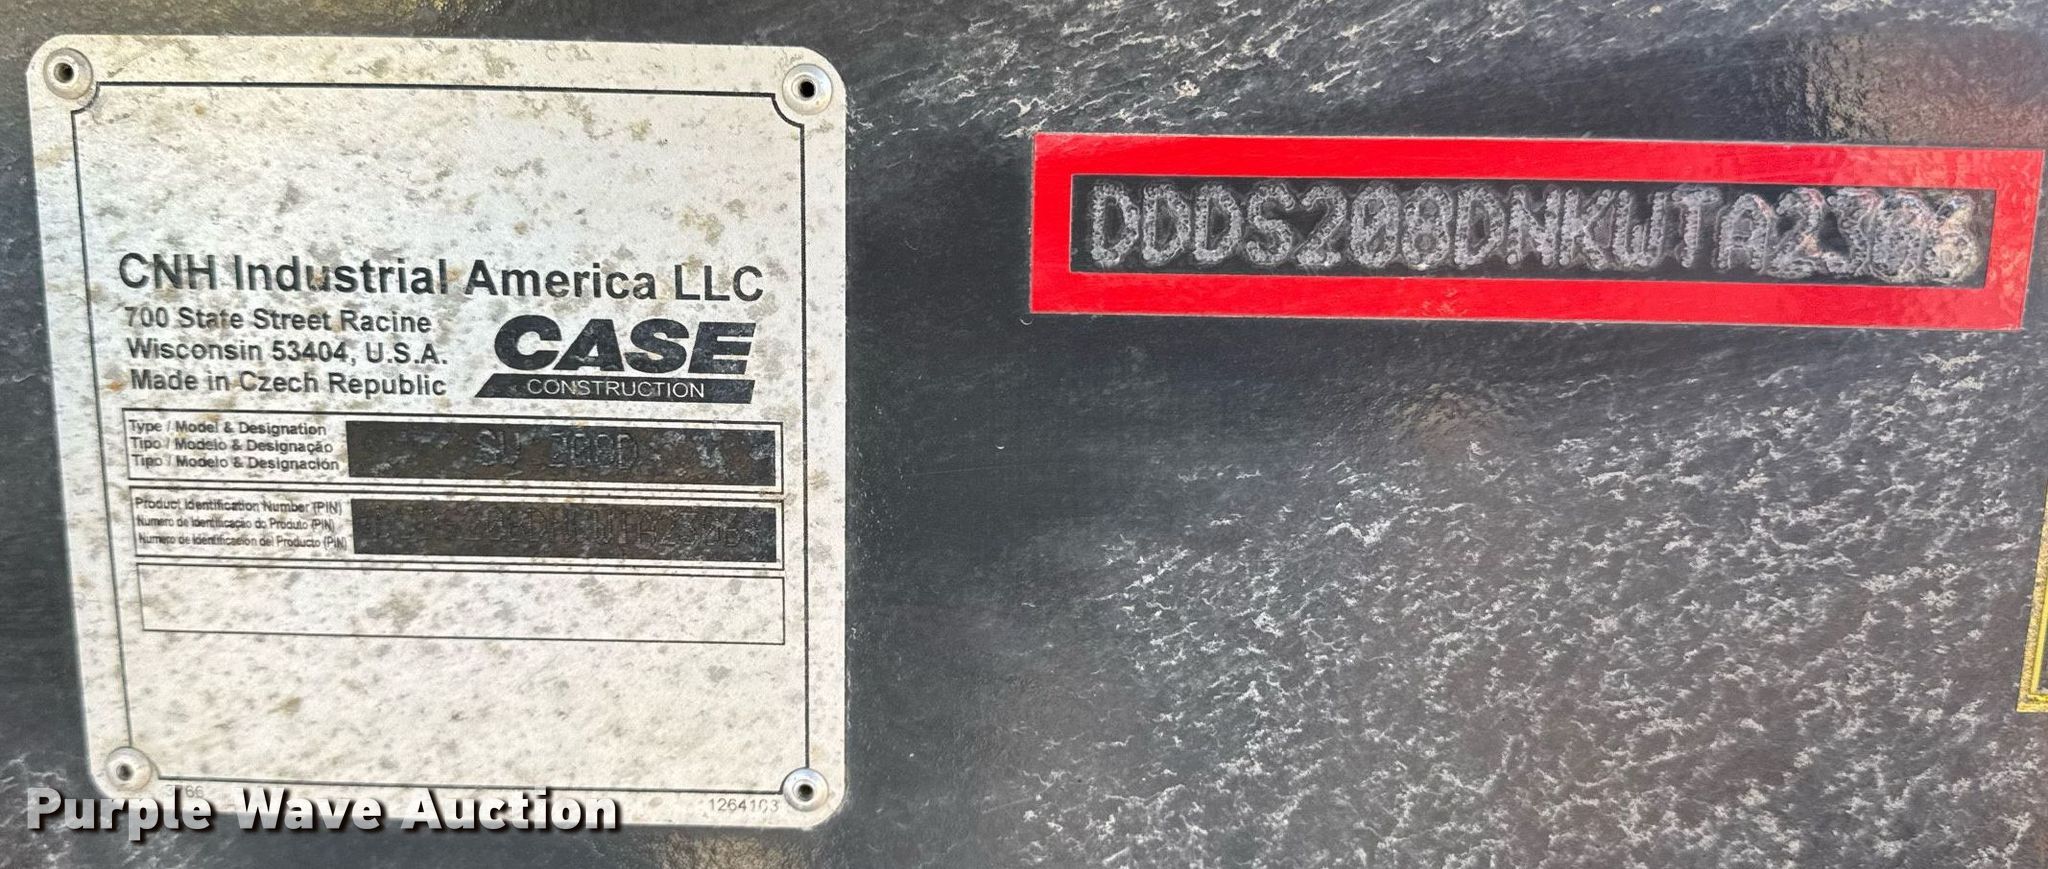 CNH Industrial America LLC
700 State Street Racine
Wisconsin 53404, U.S.A.
Made in Czech Republic
CASE
CONSTRUCTION
Type / Model & Designation
Tipo / Modelo & Designação
Tipo / Modelo & Designación
SV 208D
Product Identification Number (PIN)
Numero de Identificação do Produto (PIN)
Numero de Identificacion del Producto (PIN)
1264103
DDDS208DNKWTA2306
Purple Wave Auction